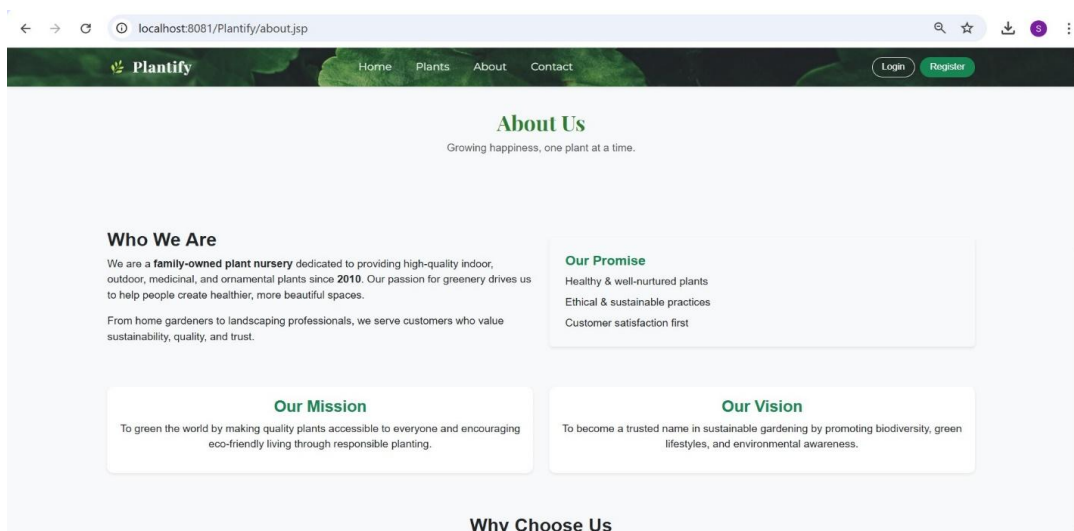 localhost:8081/Plantify/about.jsp
S
Plantify
Home Plants About Contact
Login Register
About Us
Growing happiness, one plant at a time.
Who We Are
We are a family-owned plant nursery dedicated to providing high-quality indoor,
outdoor, medicinal, and ornamental plants since 2010. Our passion for greenery drives us
to help people create healthier, more beautiful spaces.
From home gardeners to landscaping professionals, we serve customers who value
sustainability, quality, and trust.
Our Promise
Healthy & well-nurtured plants
Ethical & sustainable practices
Customer satisfaction first
Our Mission
To green the world by making quality plants accessible to everyone and encouraging
eco-friendly living through responsible planting.
Our Vision
To become a trusted name in sustainable gardening by promoting biodiversity, green
lifestyles, and environmental awareness.
Why Choose Us